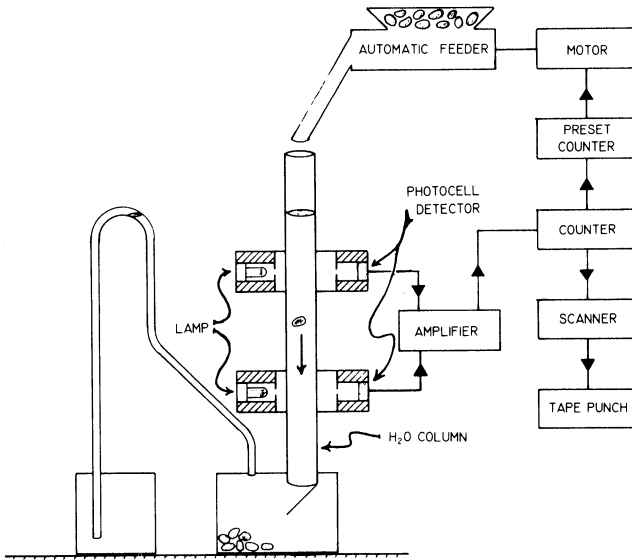 AUTOMATIC FEEDER
MOTOR
PRESET
COUNTER
PHOTOCELL
DETECTOR
COUNTER
LAMP
AMPLIFIER
SCANNER
TAPE PUNCH
H₂O COLUMN